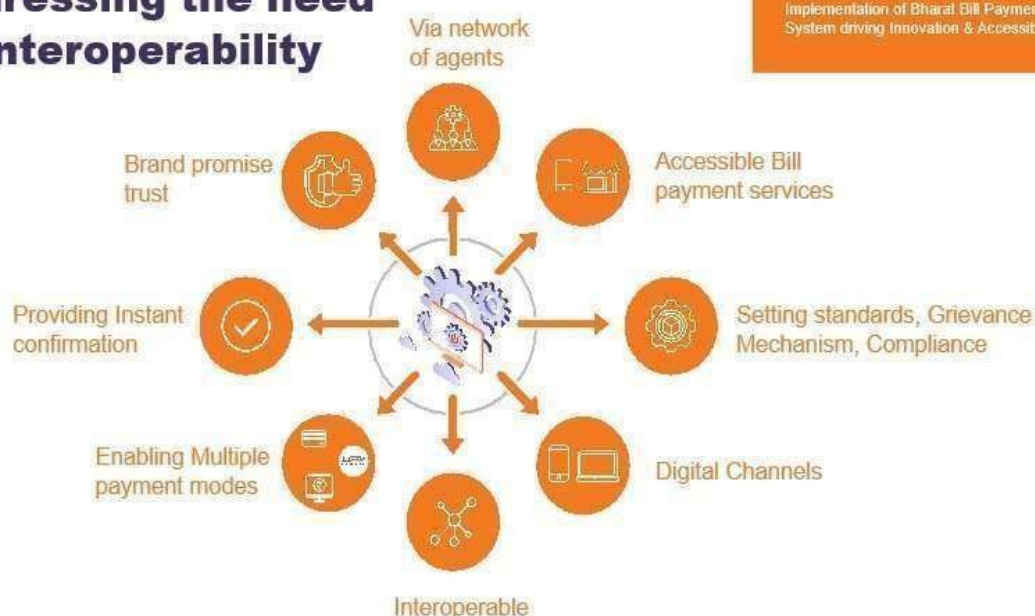 ressing the need
nteroperability
Implementation of Bharat Bill Paymen
System driving Innovation & Accessib
Via network
of agents
Brand promise
trust
Accessible Bill
payment services
Providing Instant
confirmation
Setting standards, Grievance
Mechanism, Compliance
Enabling Multiple
payment modes
Digital Channels
Interoperable